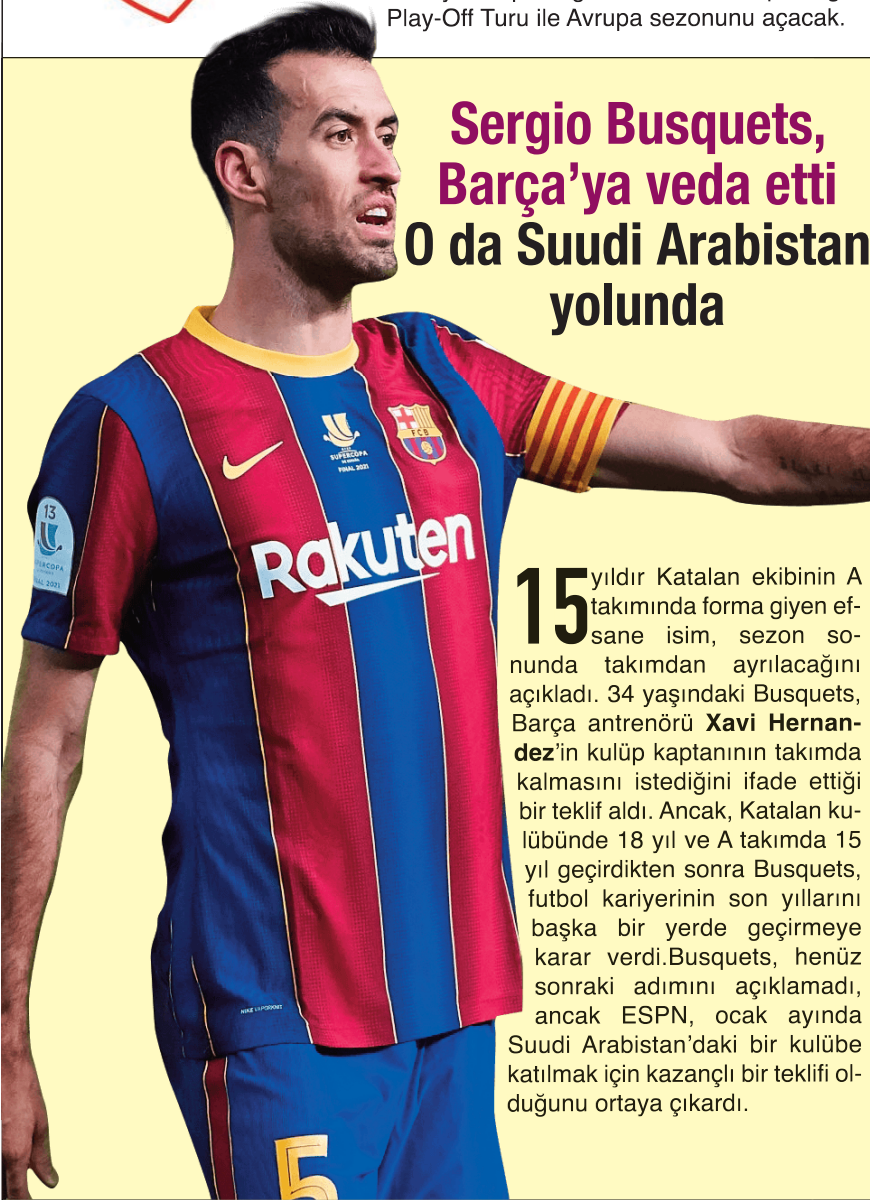 Play-Off Turu ile Avrupa sezonunu açacak.
Sergio Busquets,
Barça’ya veda etti
O da Suudi Arabistan
yolunda
SUPERCOPA
FINAL 2021
FCB
13
Rakuten
15 yıldır Katalan ekibinin A
takımında forma giyen ef-
sane isim, sezon so-
nunda takımdan ayrılacağını
açıkladı. 34 yaşındaki Busquets,
Barça antrenörü Xavi Hernan-
dez’in kulüp kaptanının takımda
kalmasını istediğini ifade ettiği
bir teklif aldı. Ancak, Katalan ku-
lübünde 18 yıl ve A takımda 15
yıl geçirdikten sonra Busquets,
futbol kariyerinin son yıllarını
başka bir yerde geçirmeye
karar verdi.Busquets, henüz
sonraki adımını açıklamadı,
ancak ESPN, ocak ayında
Suudi Arabistan’daki bir kulübe
katılmak için kazançlı bir teklifi ol-
duğunu ortaya çıkardı.
NIKE VAPORKNIT
5